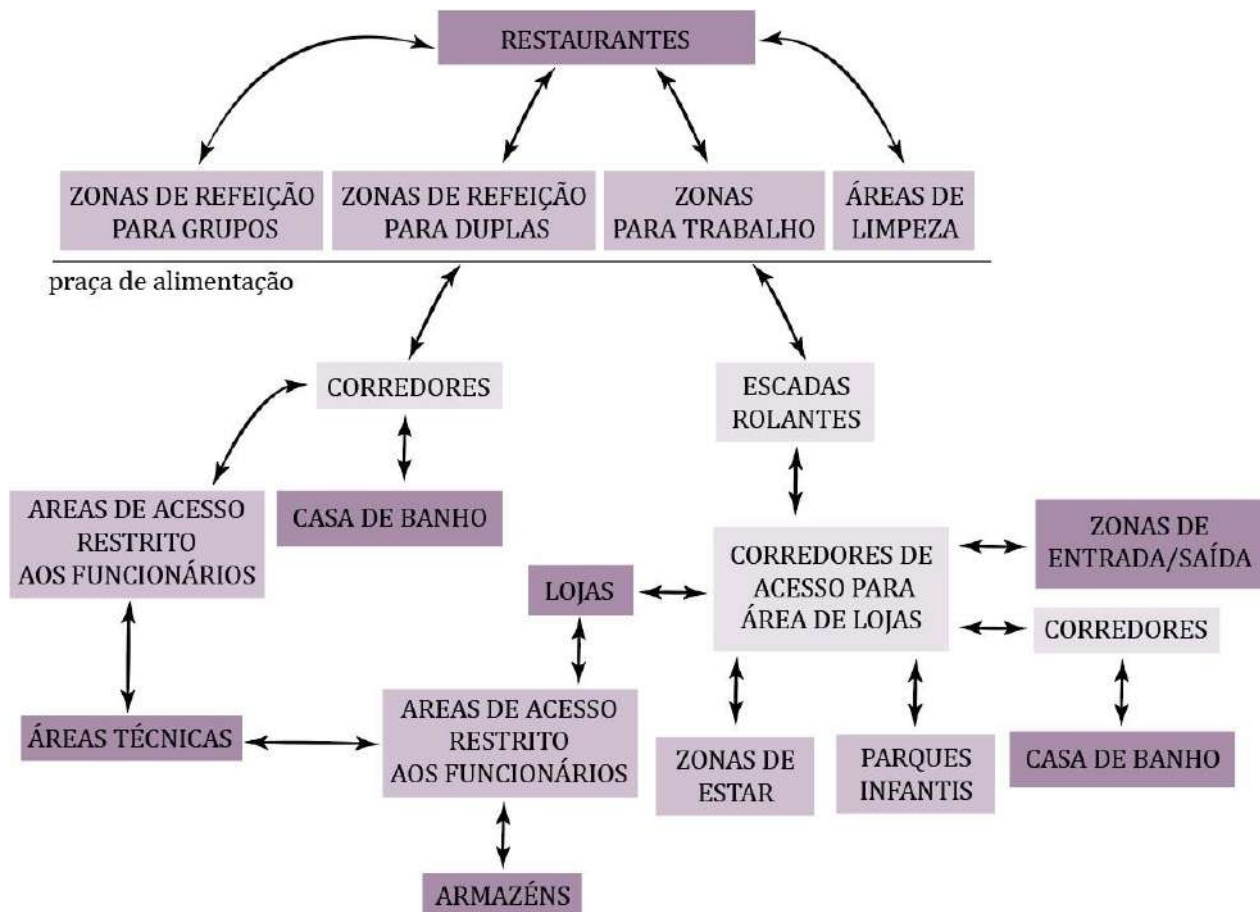 RESTAURANTES
ZONAS DE REFEIÇÃO
PARA GRUPOS
ZONAS DE REFEIÇÃO
PARA DUPLAS
ZONAS
PARA TRABALHO
ÁREAS DE
LIMPEZA
praça de alimentação
CORREDORES
ESCADAS
ROLANTES
AREAS DE ACESSO
RESTRITO
AOS FUNCIONÁRIOS
CASA DE BANHO
LOJAS
CORREDORES DE
ACESSO PARA
ÁREA DE LOJAS
ZONAS DE
ENTRADA/SAÍDA
CORREDORES
ÁREAS TÉCNICAS
AREAS DE ACESSO
RESTRITO
AOS FUNCIONÁRIOS
ZONAS DE
ESTAR
PARQUES
INFANTIS
CASA DE BANHO
ARMAZÉNS